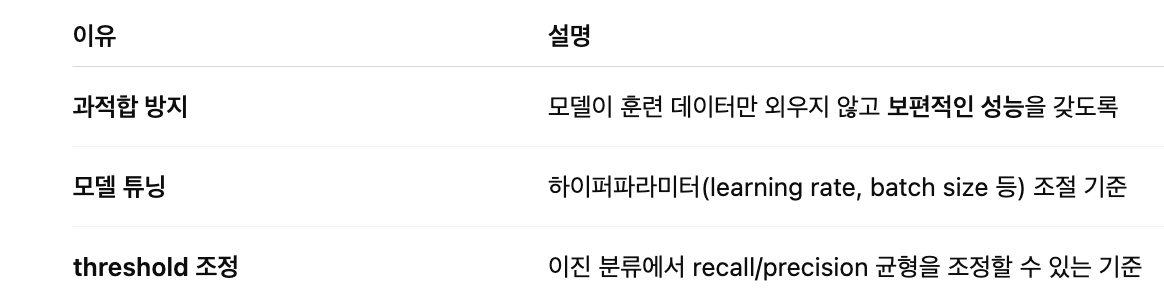 이유 설명
과적합 방지 모델이 훈련 데이터만 외우지 않고 보편적인 성능을 갖도록
모델 튜닝 하이퍼파라미터(learning rate, batch size 등) 조절 기준
threshold 조정 이진 분류에서 recall/precision 균형을 조정할 수 있는 기준